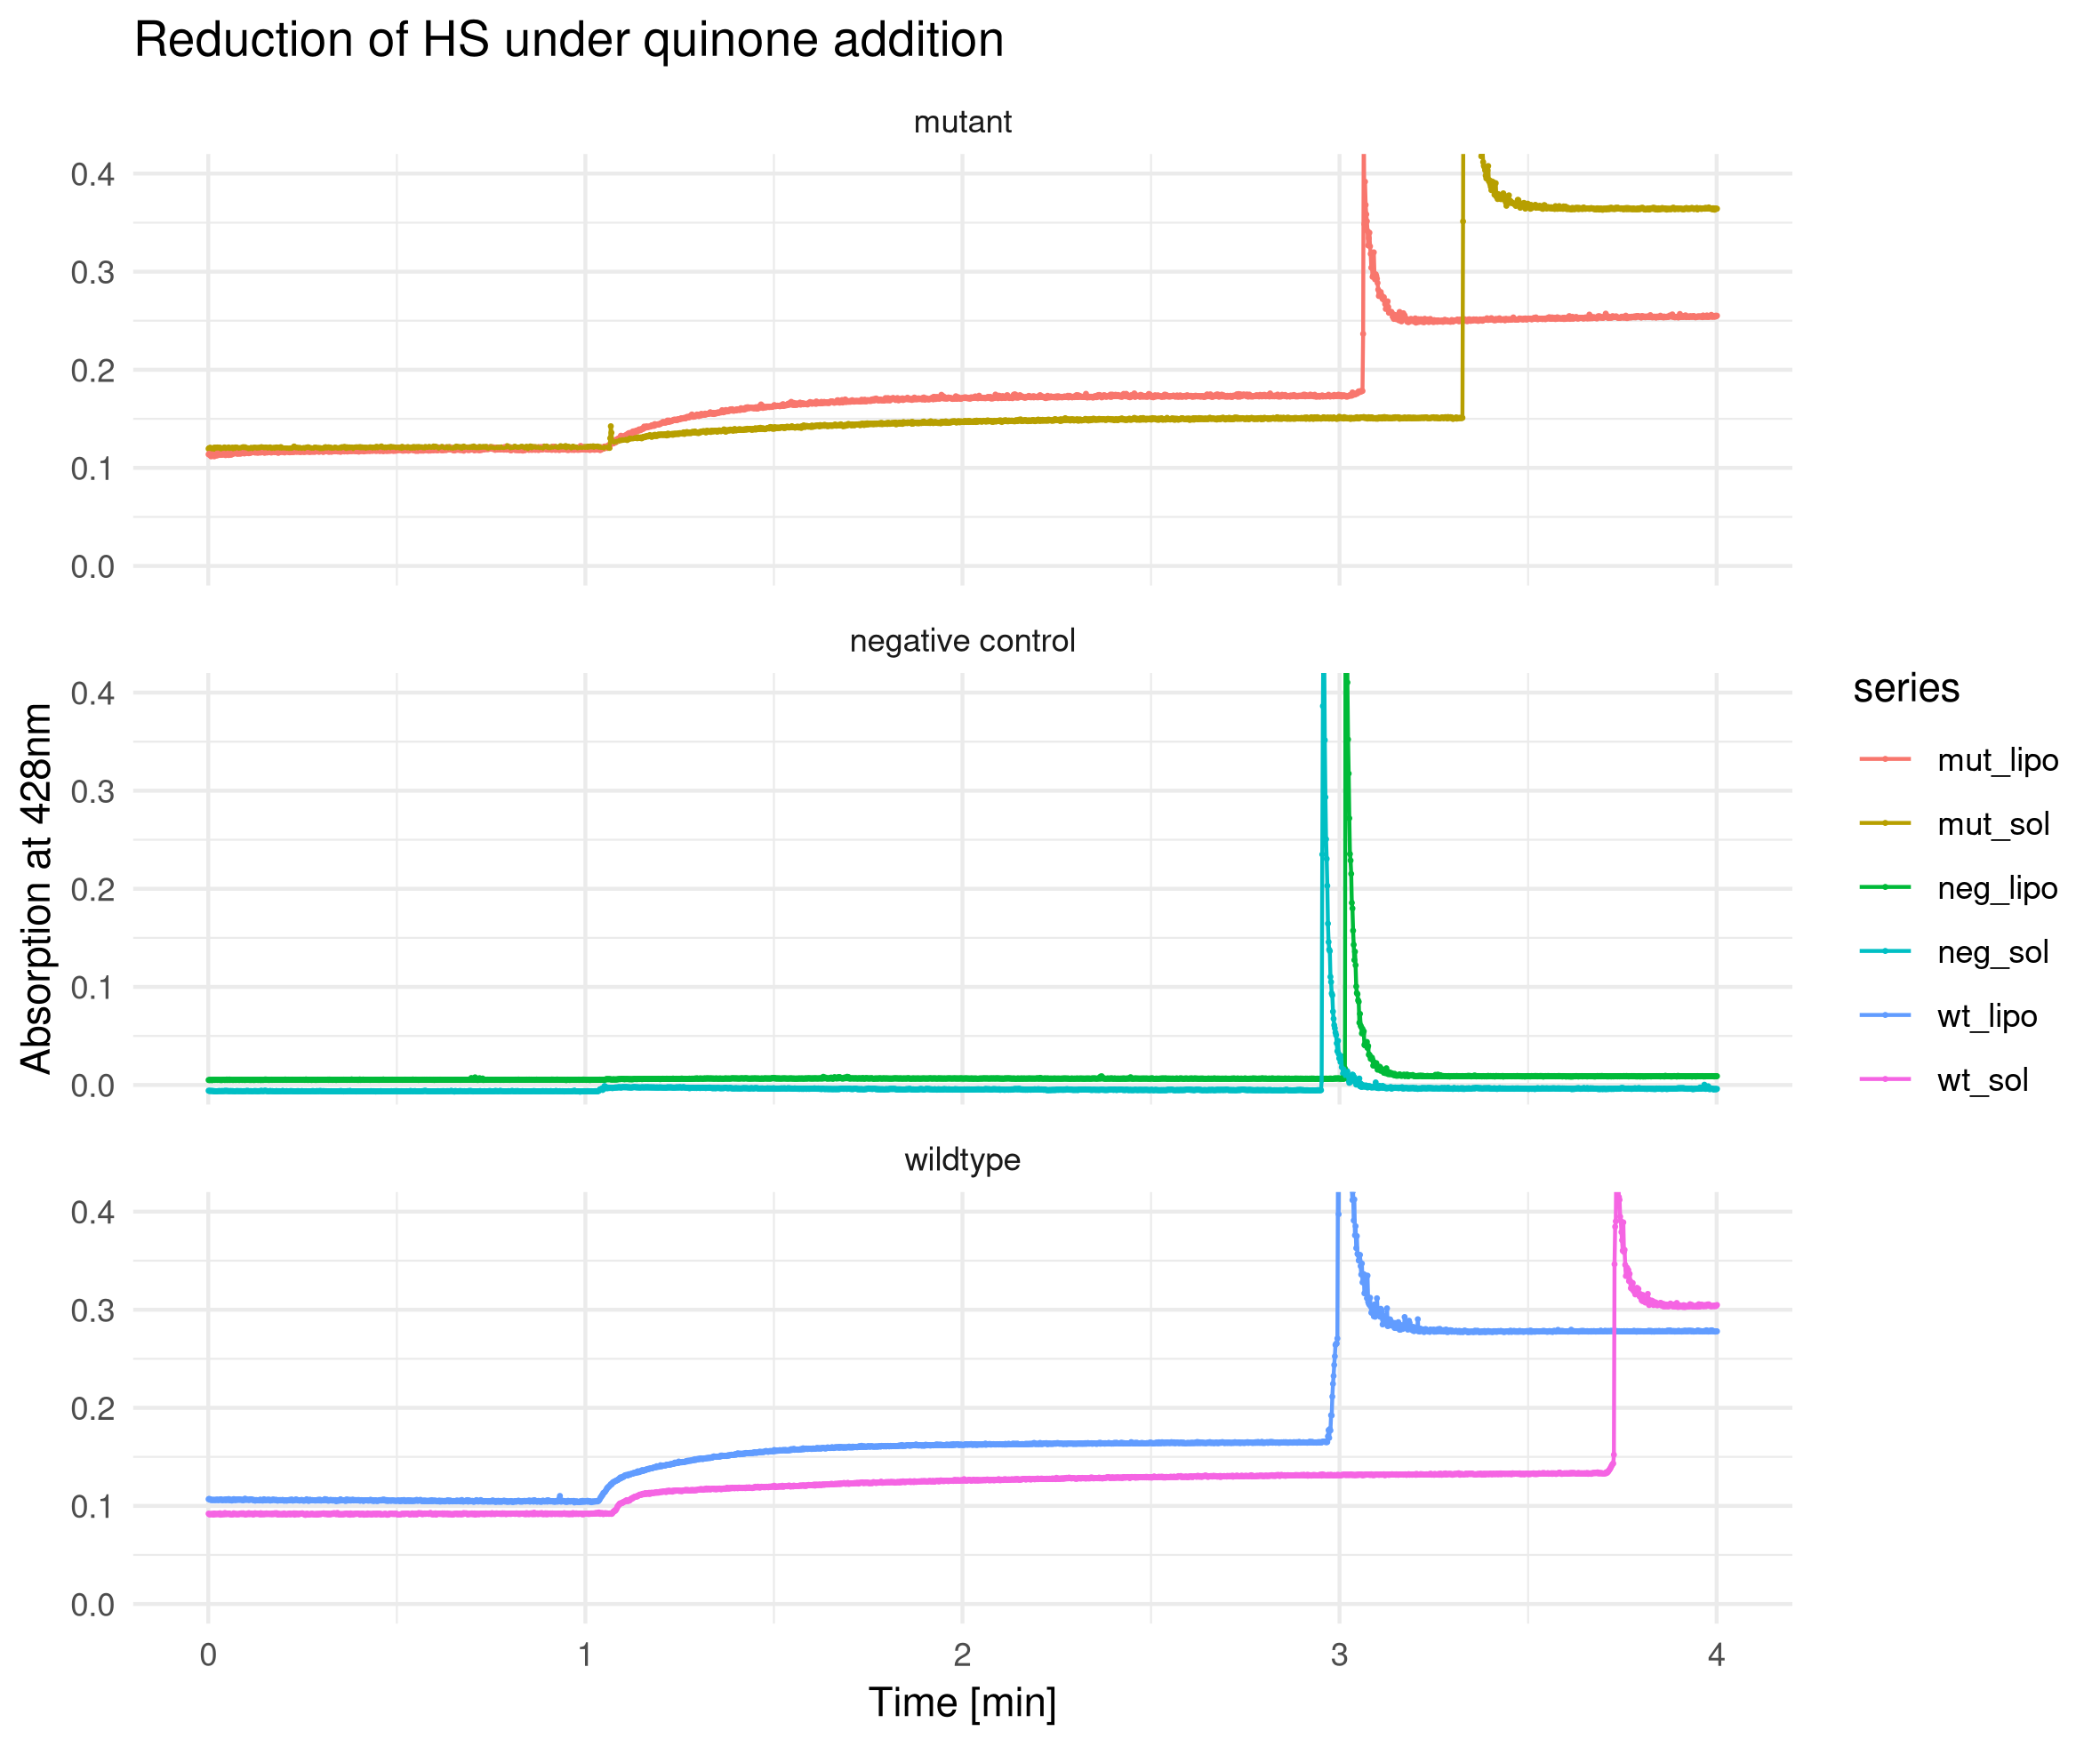 Reduction of HS under quinone addition
mutant
0.4
0.3
0.2
0.1
0.0
negative control
0.4
0.3
0.2
0.1
0.0
wildtype
0.4
0.3
0.2
0.1
0.0
0 1 2 3 4
Time [min]
Absorption at 428nm
series
mut_lipo
mut_sol
neg_lipo
neg_sol
wt_lipo
wt_sol